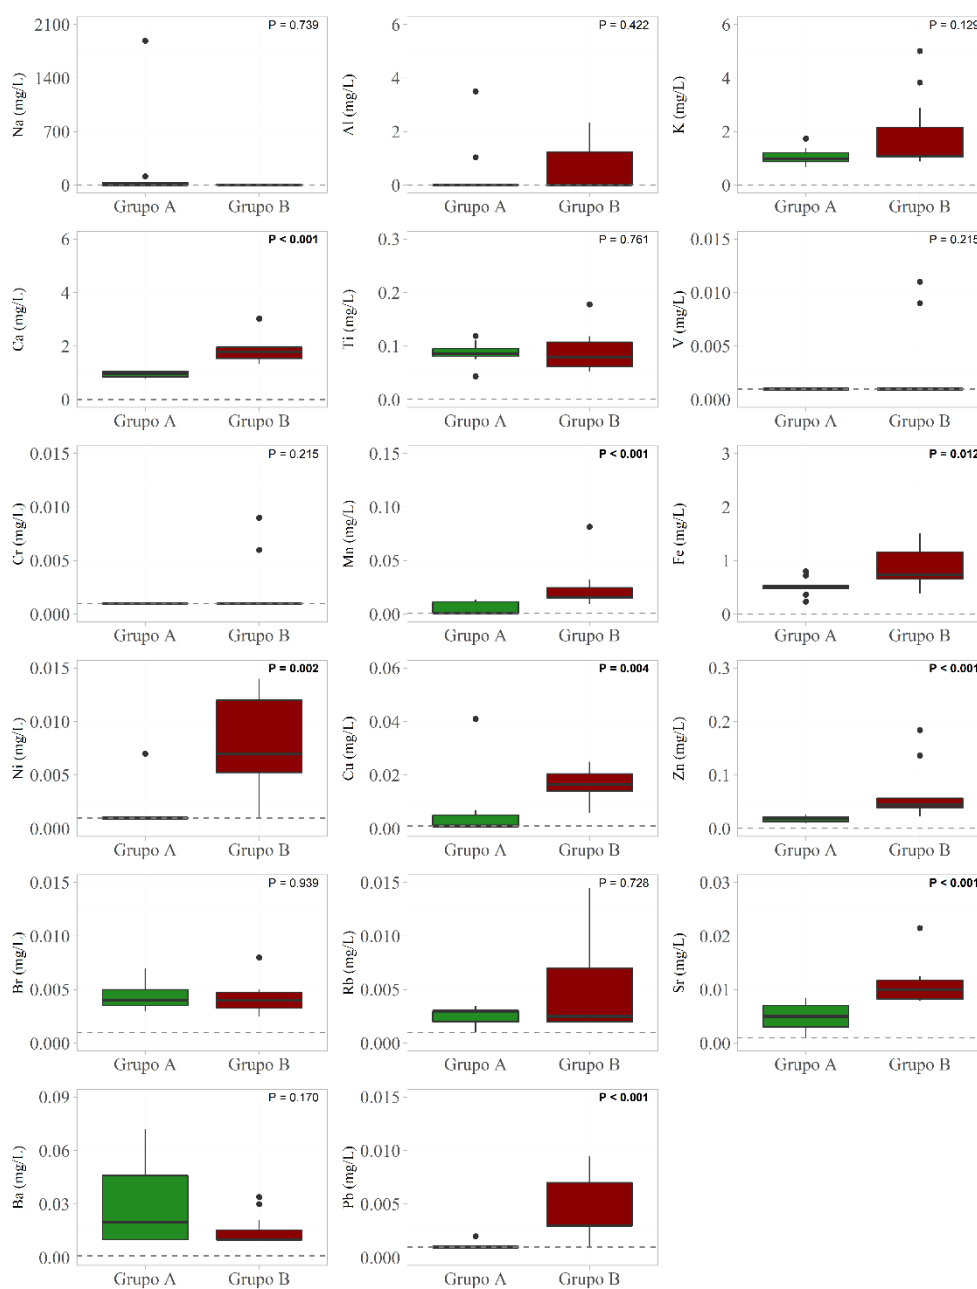 P = 0.739
Na (mg/L)
2100
1400
700
0
Grupo A Grupo B
P = 0.422
Al (mg/L)
6
4
2
0
Grupo A Grupo B
P = 0.129
K (mg/L)
6
4
2
0
Grupo A Grupo B
P < 0.001
Ca (mg/L)
6
4
2
0
Grupo A Grupo B
P = 0.761
Ti (mg/L)
0.3
0.2
0.1
0.0
Grupo A Grupo B
P = 0.215
V (mg/L)
0.015
0.010
0.005
0.000
Grupo A Grupo B
P = 0.215
Cr (mg/L)
0.015
0.010
0.005
0.000
Grupo A Grupo B
P < 0.001
Mn (mg/L)
0.15
0.10
0.05
0.00
Grupo A Grupo B
P = 0.012
Fe (mg/L)
3
2
1
0
Grupo A Grupo B
P = 0.002
Ni (mg/L)
0.015
0.010
0.005
0.000
Grupo A Grupo B
P = 0.004
Cu (mg/L)
0.06
0.04
0.02
0.00
Grupo A Grupo B
P < 0.001
Zn (mg/L)
0.3
0.2
0.1
0.0
Grupo A Grupo B
P = 0.939
Br (mg/L)
0.015
0.010
0.005
0.000
Grupo A Grupo B
P = 0.728
Rb (mg/L)
0.015
0.010
0.005
0.000
Grupo A Grupo B
P < 0.001
Sr (mg/L)
0.03
0.02
0.01
0.00
Grupo A Grupo B
P = 0.170
Ba (mg/L)
0.09
0.06
0.03
0.00
Grupo A Grupo B
P < 0.001
Pb (mg/L)
0.015
0.010
0.005
0.000
Grupo A Grupo B